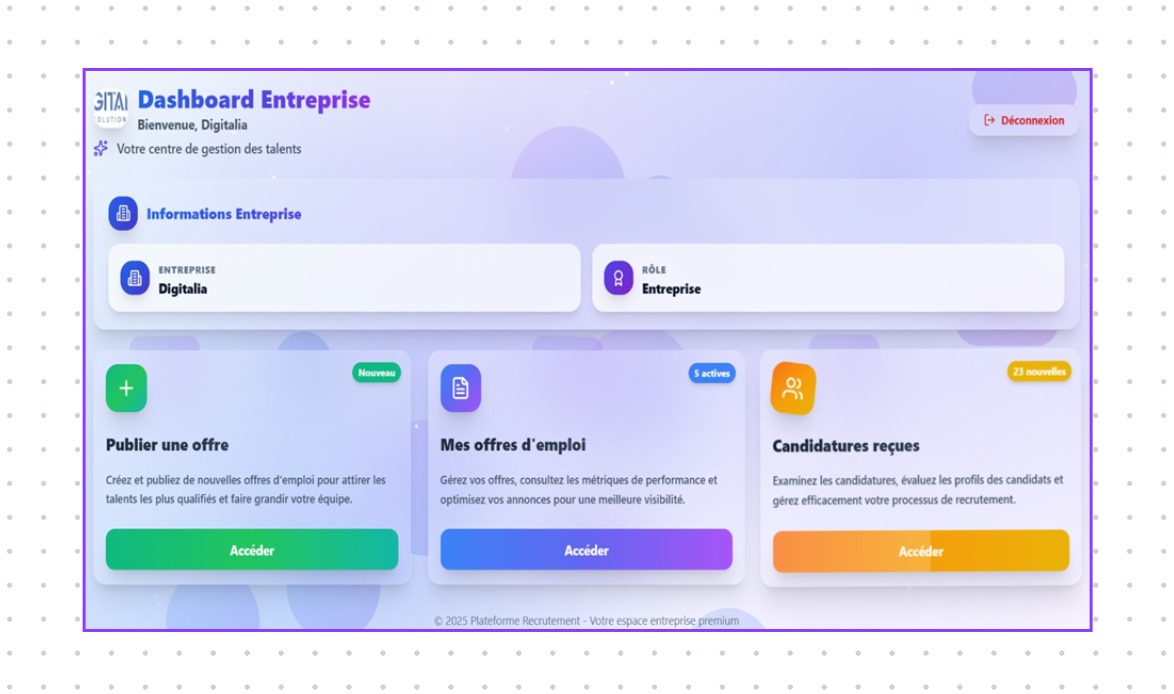 GITAL
SOLUTION
Dashboard Entreprise
Bienvenue, Digitalia
Votre centre de gestion des talents
Déconnexion
Informations Entreprise
ENTREPRISE
Digitalia
RÔLE
Entreprise
Nouveau
Publier une offre
Créez et publiez de nouvelles offres d'emploi pour attirer les
talents les plus qualifiés et faire grandir votre équipe.
Accéder
5 actives
Mes offres d'emploi
Gérez vos offres, consultez les métriques de performance et
optimisez vos annonces pour une meilleure visibilité.
Accéder
23 nouvelles
Candidatures reçues
Examinez les candidatures, évaluez les profils des candidats et
gérez efficacement votre processus de recrutement.
Accéder
© 2025 Plateforme Recrutement - Votre espace entreprise premium